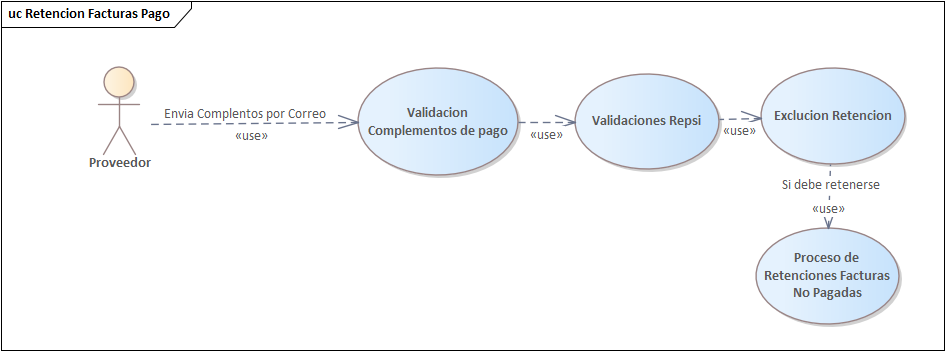 uc Retencion Facturas Pago
Proveedor
Envia Complentos por Correo
«use»
Validacion
Complementos de pago
«use»
Validaciones Repsi
«use»
Exclucion Retencion
Si debe retenerse
«use»
Proceso de
Retenciones Facturas
No Pagadas